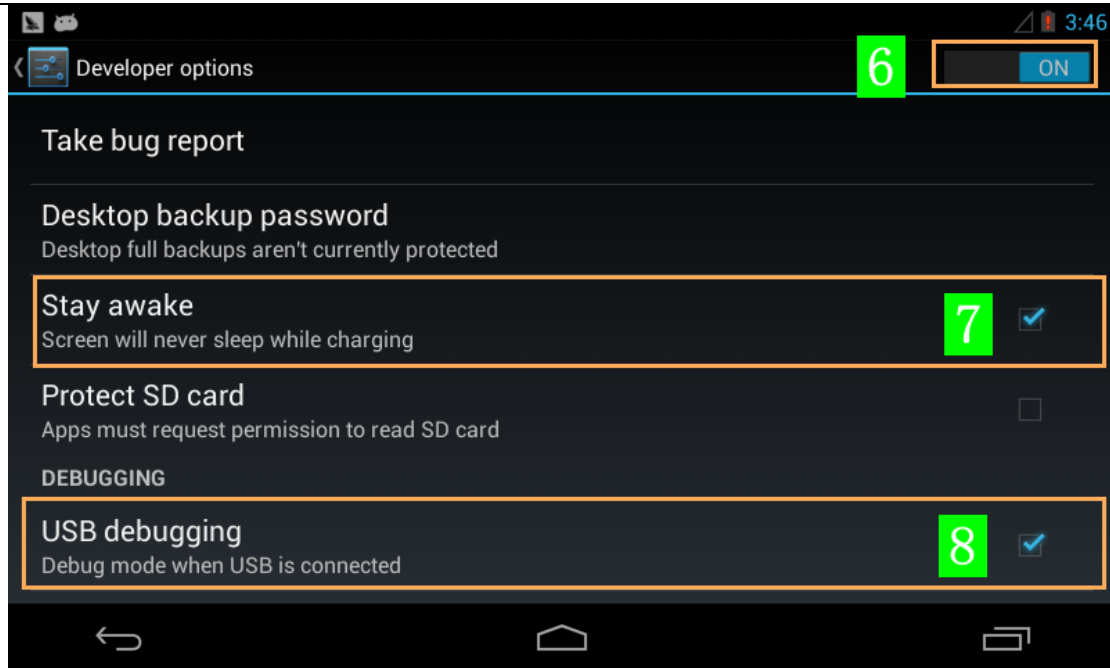 3:46
Developer options
6
ON
Take bug report
Desktop backup password
Desktop full backups aren't currently protected
Stay awake
Screen will never sleep while charging
7
Protect SD card
Apps must request permission to read SD card
DEBUGGING
USB debugging
Debug mode when USB is connected
8